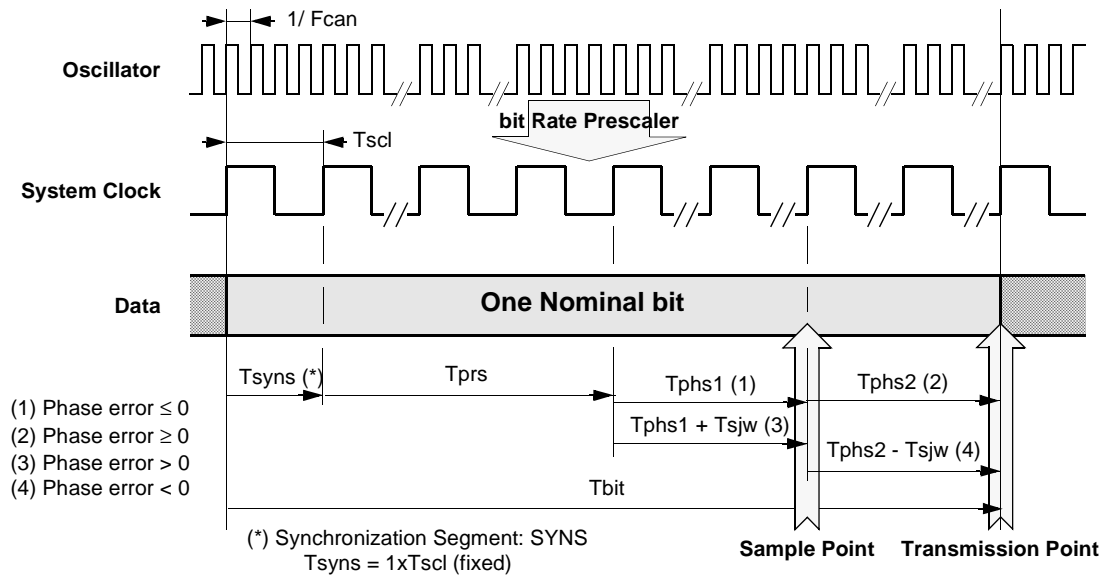 1/ Fcan
Oscillator
bit Rate Prescaler
Tscl
System Clock
Data
One Nominal bit
Tsyns (*)
Tprs
Tphs1 (1)
Tphs2 (2)
(1) Phase error ≤ 0
(2) Phase error ≥ 0
(3) Phase error > 0
(4) Phase error < 0
Tphs1 + Tsjw (3)
Tphs2 - Tsjw (4)
Tbit
(*) Synchronization Segment: SYNS
Tsyns = 1xTscl (fixed)
Sample Point
Transmission Point